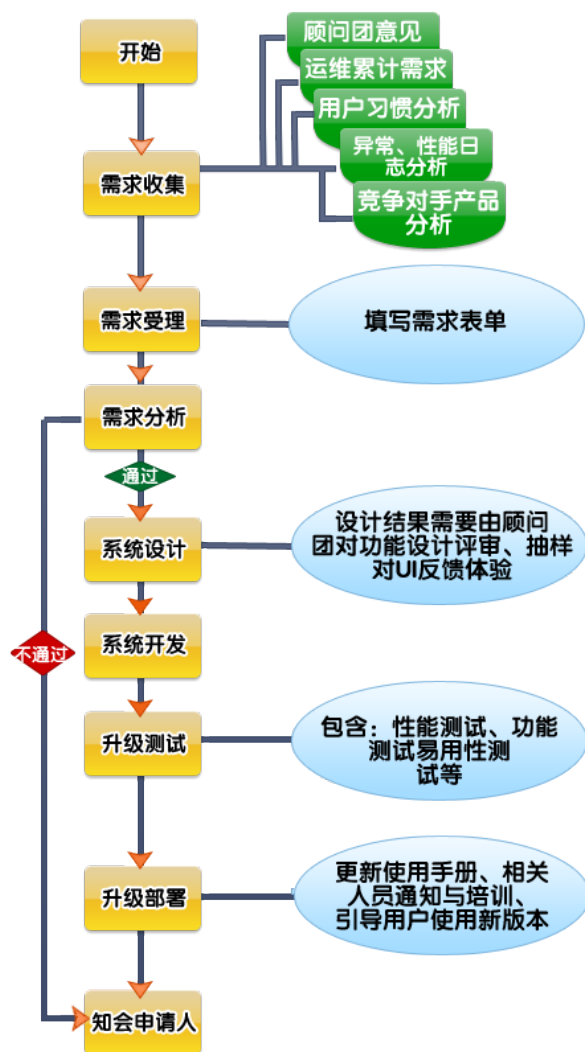 开始
顾问团意见
运维累计需求
用户习惯分析
异常、性能日
志分析
竞争对手产品
分析
需求收集
需求受理
填写需求表单
需求分析
通过
系统设计
设计结果需要由顾问
团对功能设计评审、抽样
对UI反馈体验
系统开发
不通过
升级测试
包含：性能测试、功能
测试易用性测
试等
升级部署
更新使用手册、相关
人员通知与培训、
引导用户使用新版本
知会申请人